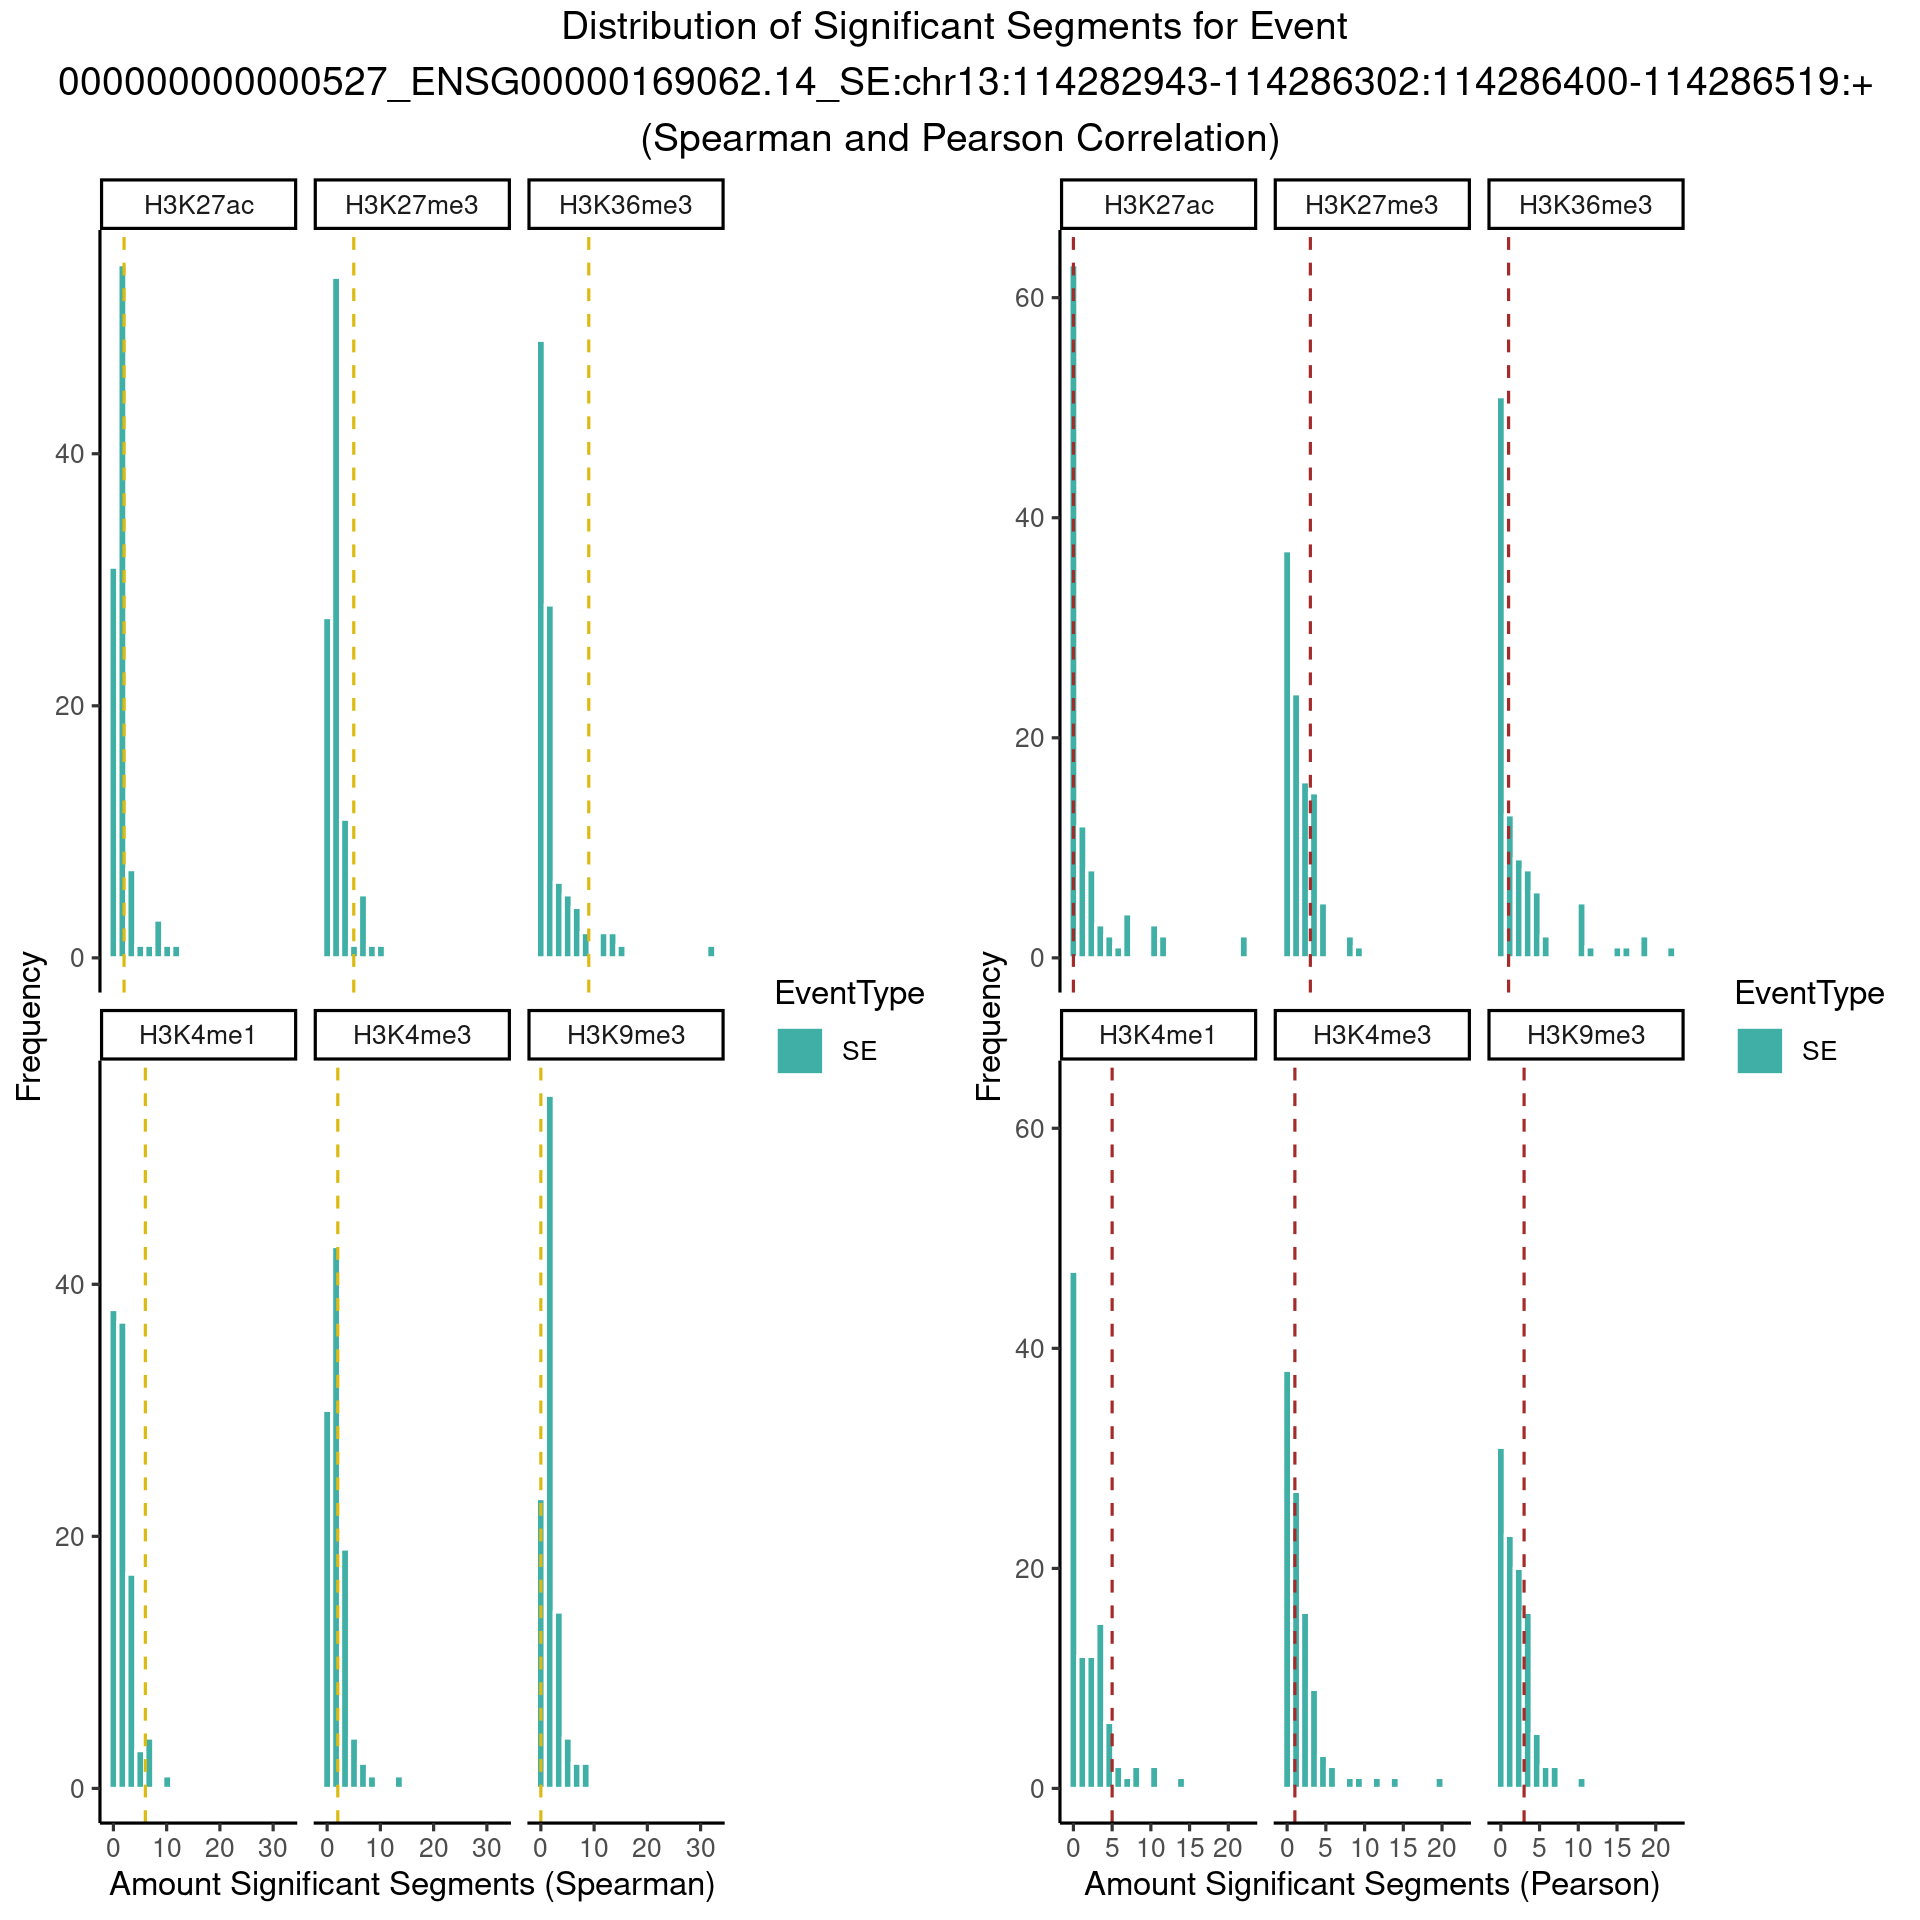 Distribution of Significant Segments for Event
000000000000527_ENSG00000169062.14_SE:chr13:114282943-114286302:114286400-114286519:+
(Spearman and Pearson Correlation)
H3K27ac
H3K27me3
H3K36me3
40
20
0
H3K4me1
H3K4me3
H3K9me3
40
20
0
0 10 20 30
0 10 20 30
0 10 20 30
Frequency
Amount Significant Segments (Spearman)
EventType
SE
H3K27ac
H3K27me3
H3K36me3
60
40
20
0
H3K4me1
H3K4me3
H3K9me3
60
40
20
0
0 5 10 15 20
0 5 10 15 20
0 5 10 15 20
Frequency
Amount Significant Segments (Pearson)
EventType
SE